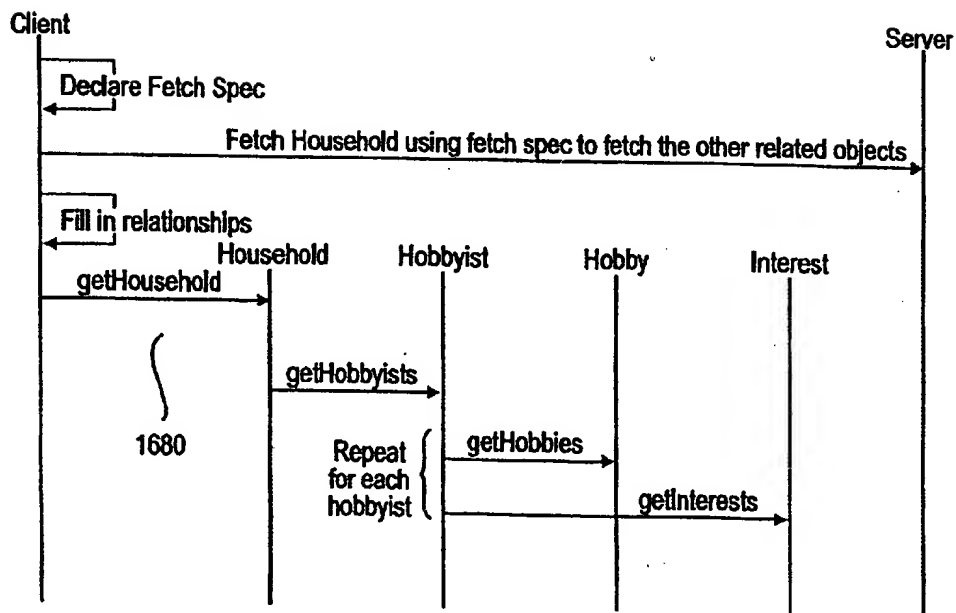 Client
Server
Declare Fetch Spec
Fetch Household using fetch spec to fetch the other related objects
Fill in relationships
Household
Hobbyist
Hobby
Interest
getHousehold
getHobbyists
1680
Repeat
for each
hobbyist
getHobbies
getInterests